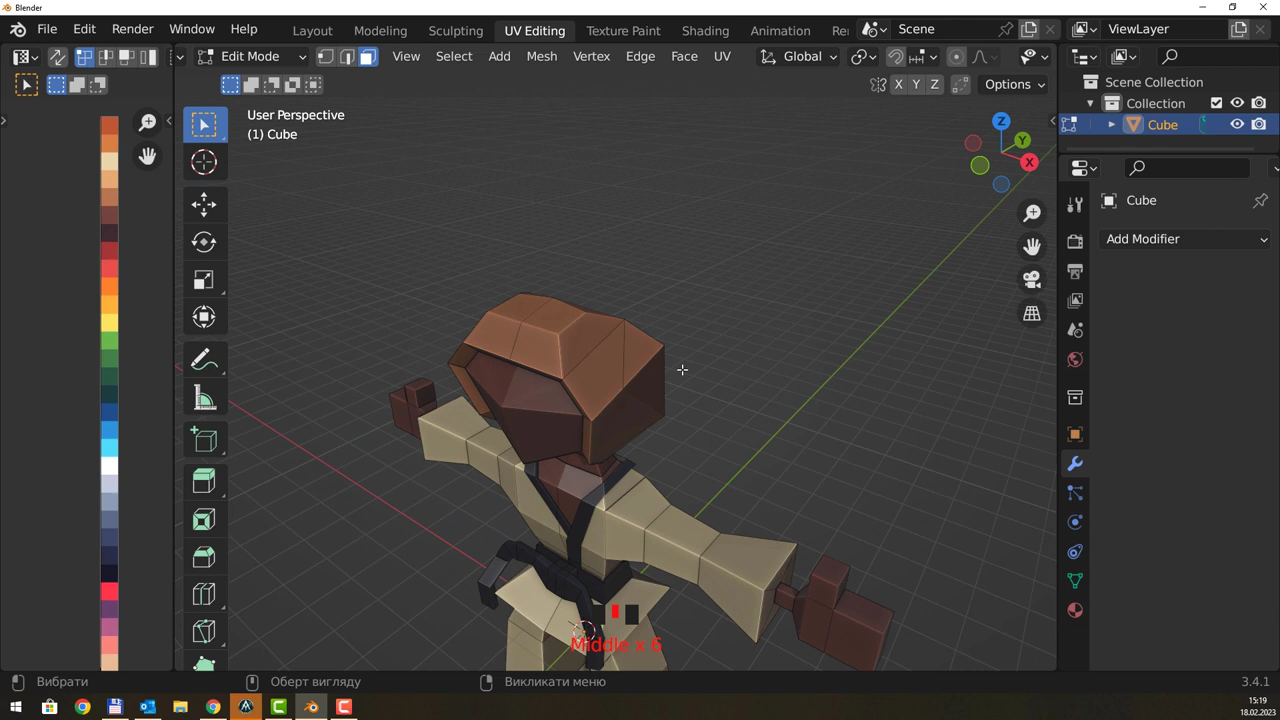 Blender
File Edit Render Window Help
Layout Modeling Sculpting UV Editing Texture Paint Shading Animation Re
Scene
ViewLayer
Edit Mode
View Select Add Mesh Vertex Edge Face UV
Global
X Y Z Options
User Perspective
(1) Cube
Z
Y
X
Scene Collection
Collection
Cube
Cube
Add Modifier
Middle x 6
Вибрати
Оберт вигляду
Викликати меню
3.4.1
15:19
18.02.2023